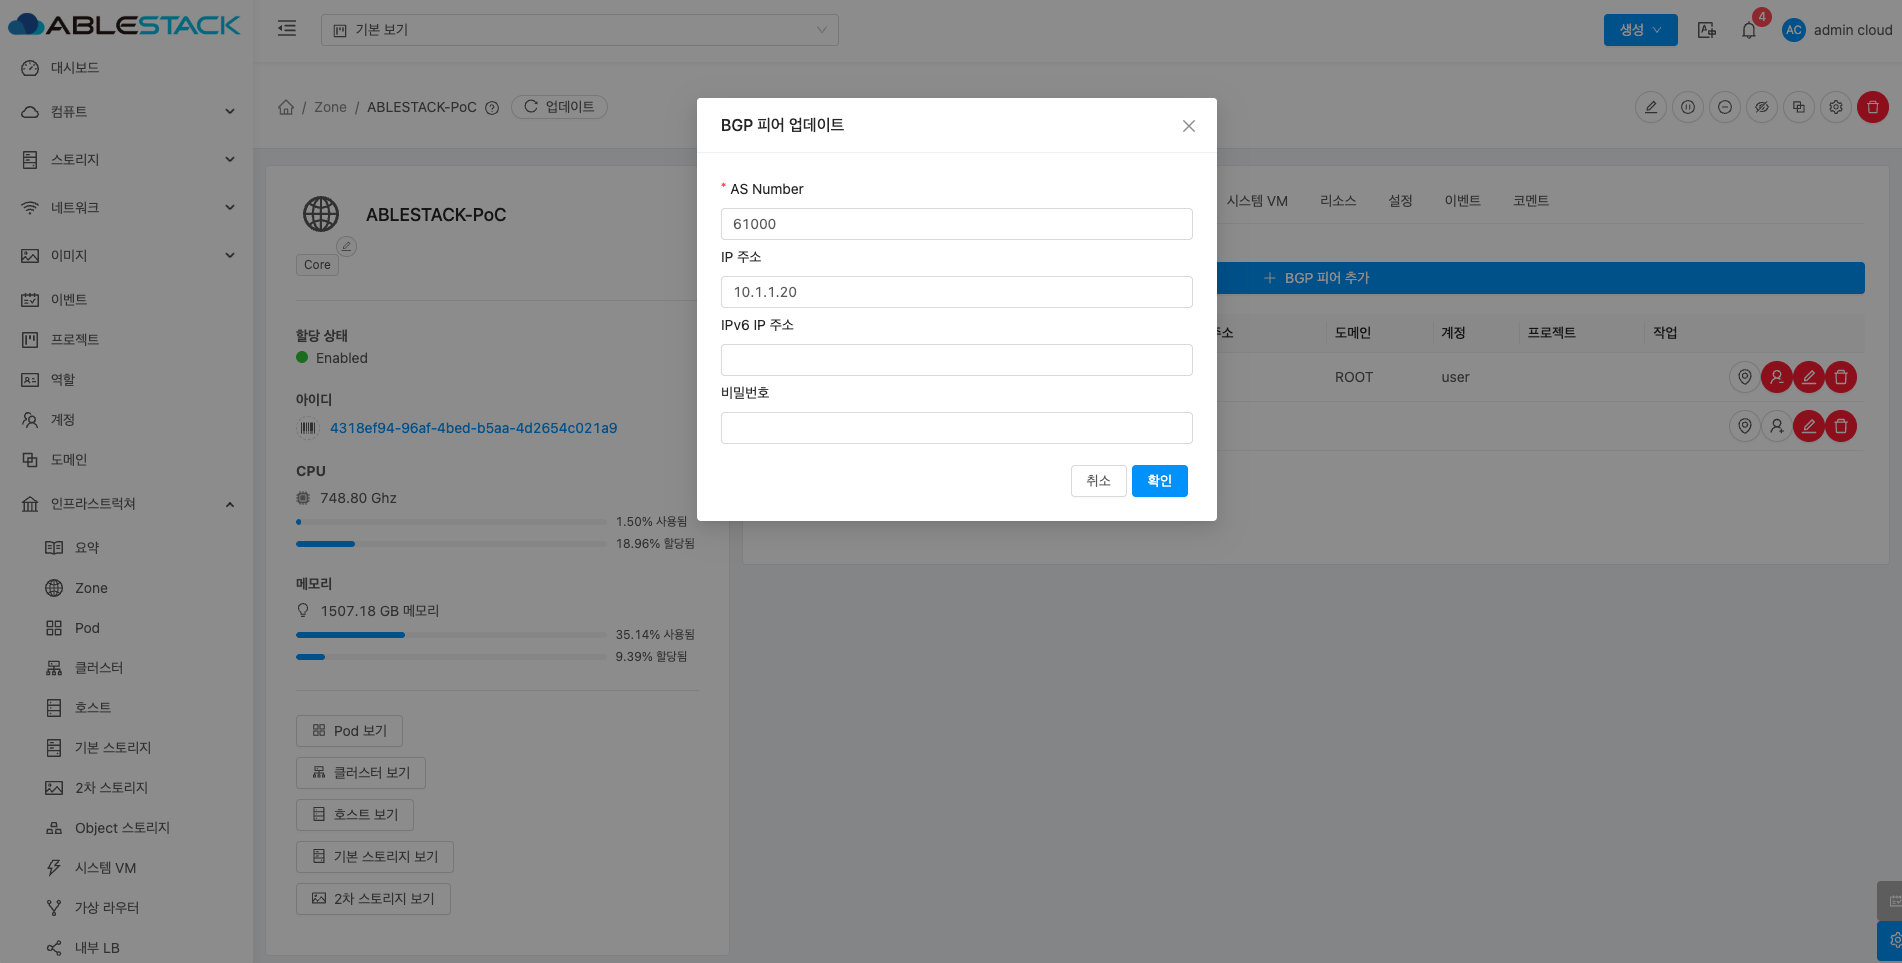 ABLESTACK
기본 보기
생성
4
AC
admin cloud
대시보드
컴퓨트
스토리지
네트워크
이미지
이벤트
프로젝트
역할
계정
도메인
인프라스트럭쳐
요약
Zone
Pod
클러스터
호스트
기본 스토리지
2차 스토리지
Object 스토리지
시스템 VM
가상 라우터
내부 LB
/ Zone / ABLESTACK-PoC
업데이트
ABLESTACK-PoC
Core
할당 상태
Enabled
아이디
4318ef94-96af-4bed-b5aa-4d2654c021a9
CPU
748.80 Ghz
1.50% 사용됨
18.96% 할당됨
메모리
1507.18 GB 메모리
35.14% 사용됨
9.39% 할당됨
Pod 보기
클러스터 보기
호스트 보기
기본 스토리지 보기
2차 스토리지 보기
BGP 피어 업데이트
* AS Number
61000
IP 주소
10.1.1.20
IPv6 IP 주소
비밀번호
취소
확인
시스템 VM
리소스
설정
이벤트
코멘트
BGP 피어 추가
도메인
계정
프로젝트
작업
ROOT
user